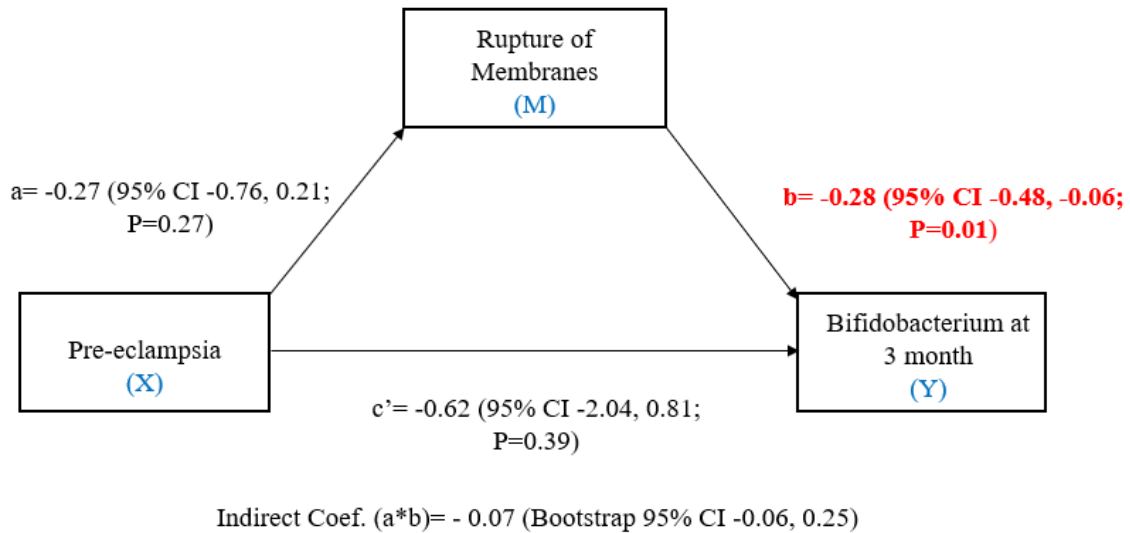 Rupture of
Membranes
(M)
a= -0.27 (95% CI -0.76, 0.21;
P=0.27)
b= -0.28 (95% CI -0.48, -0.06;
P=0.01)
Pre-eclampsia
(X)
Bifidobacterium at
3 month
(Y)
c’= -0.62 (95% CI -2.04, 0.81;
P=0.39)
Indirect Coef. (a*b)= - 0.07 (Bootstrap 95% CI -0.06, 0.25)